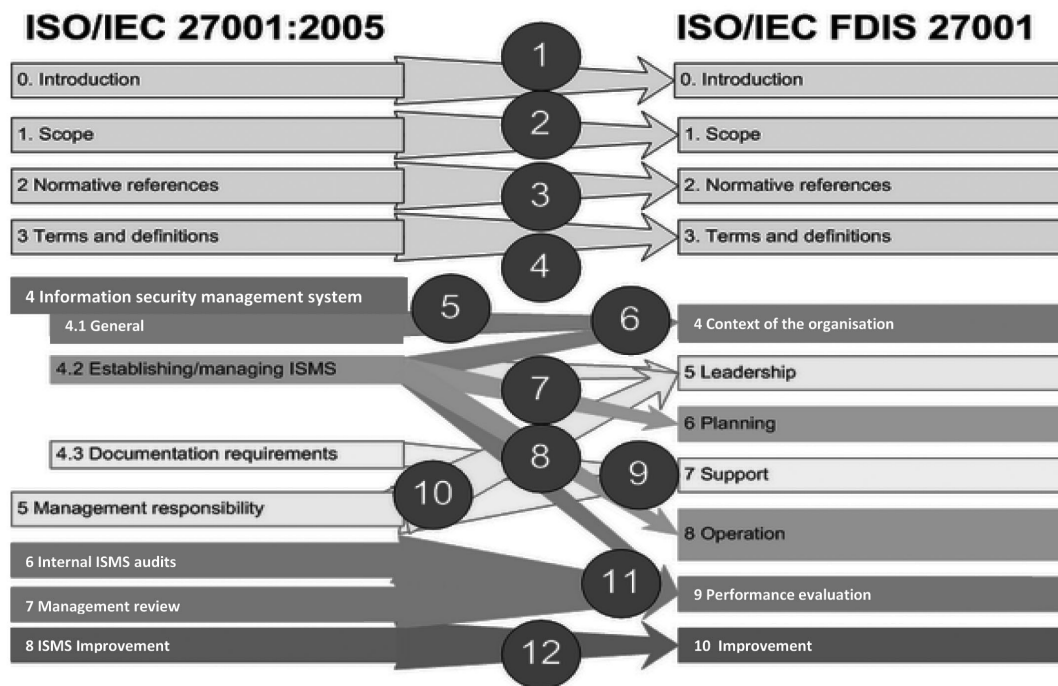 ISO/IEC 27001:2005
ISO/IEC FDIS 27001
0. Introduction
1
0. Introduction
1. Scope
2
1. Scope
2 Normative references
3
2. Normative references
3 Terms and definitions
4
3. Terms and definitions
4 Information security management system
5
6
4.1 General
4 Context of the organisation
4.2 Establishing/managing ISMS
7
5 Leadership
6 Planning
4.3 Documentation requirements
8
9
7 Support
10
5 Management responsibility
8 Operation
6 Internal ISMS audits
11
7 Management review
9 Performance evaluation
8 ISMS Improvement
12
10 Improvement